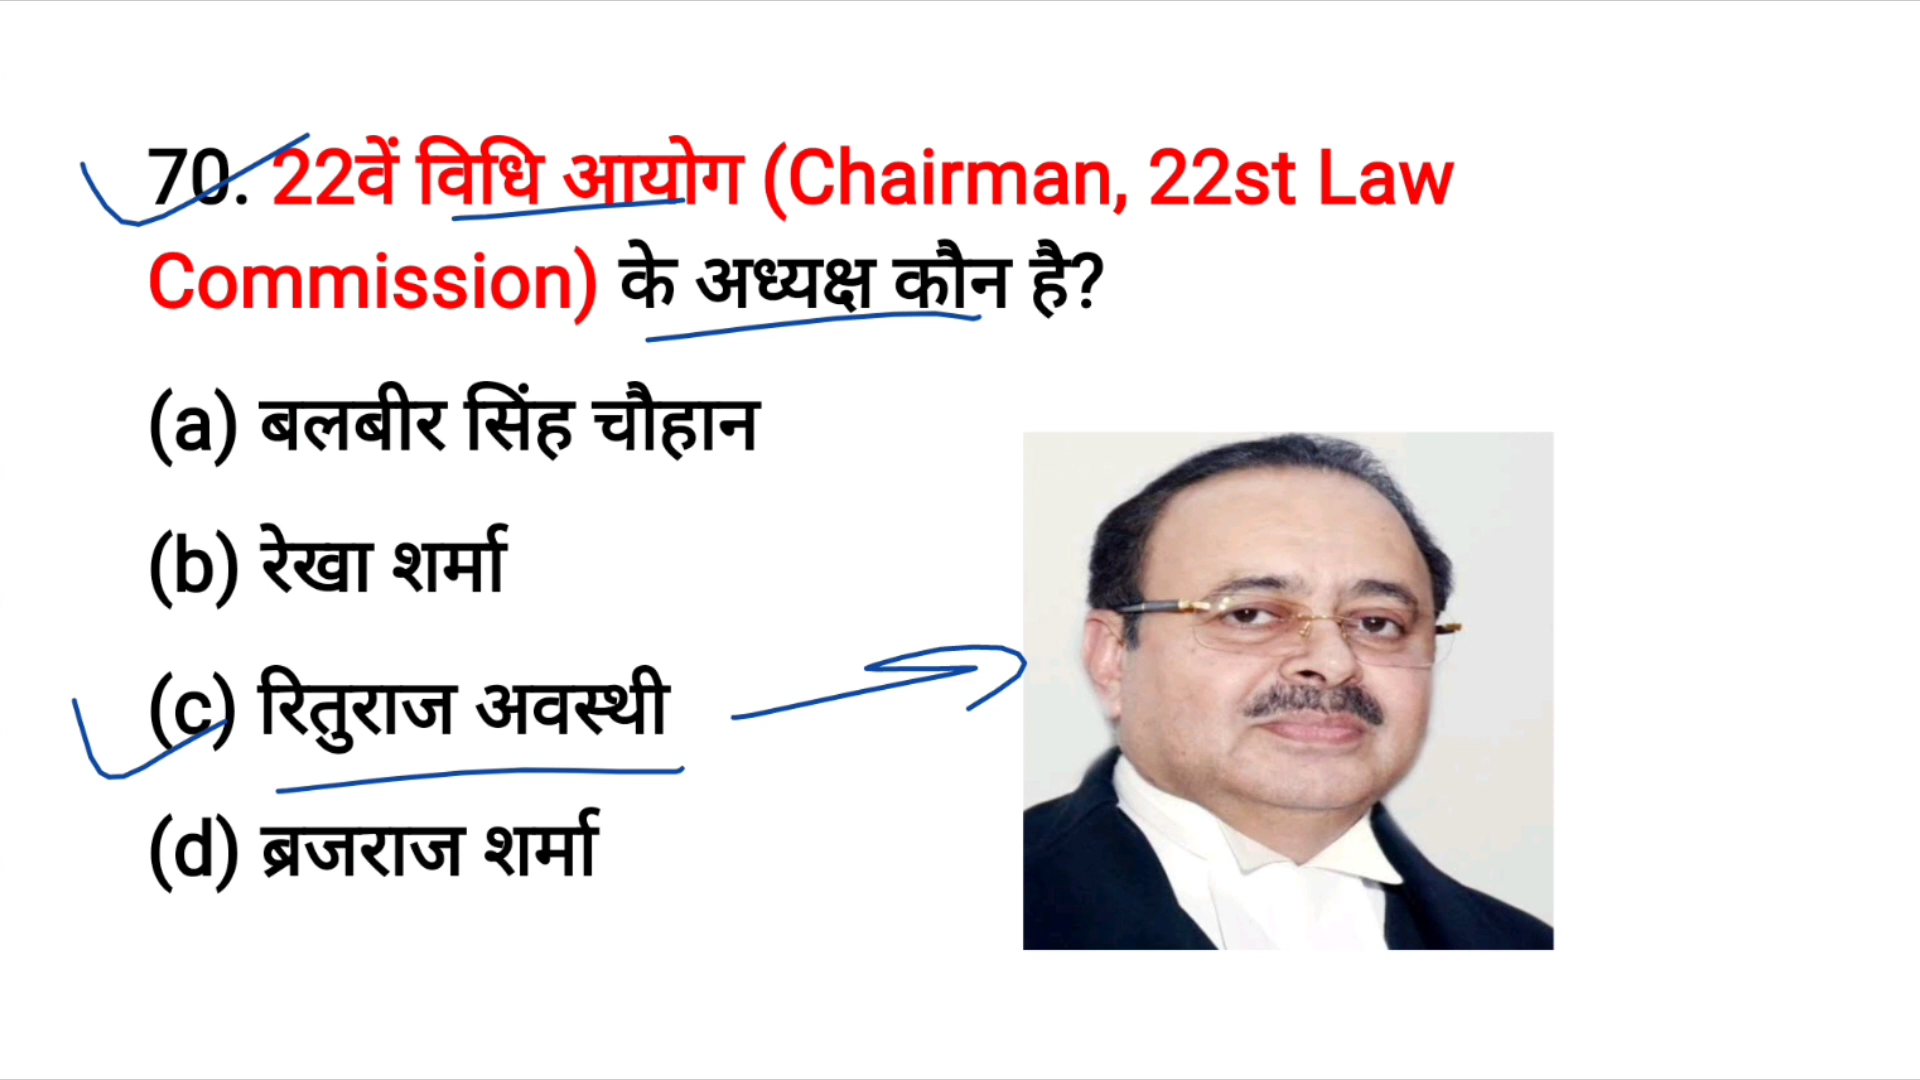 70. 22वें विधि आयोग (Chairman, 22st Law
Commission) के अध्यक्ष कौन है?
(a) बलबीर सिंह चौहान
(b) रेखा शर्मा
(c) रितुराज अवस्थी
(d) ब्रजराज शर्मा